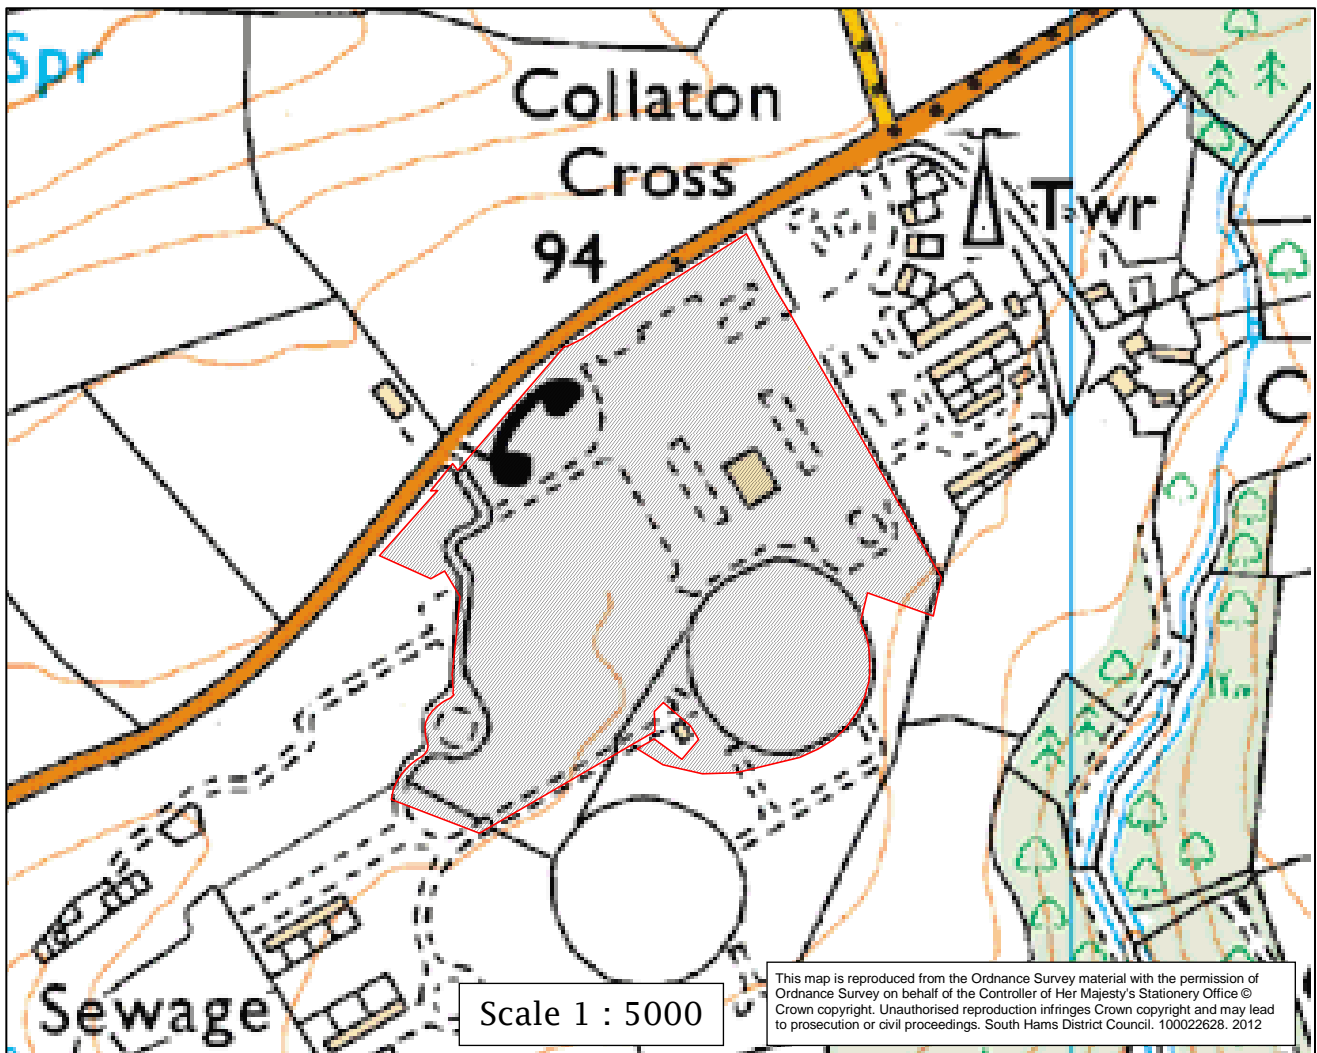 Spr
Collaton
Cross
94
Twr
C
Sewage
Scale 1 : 5000
This map is reproduced from the Ordnance Survey material with the permission of
Ordnance Survey on behalf of the Controller of Her Majesty's Stationery Office ©
Crown copyright. Unauthorised reproduction infringes Crown copyright and may lead
to prosecution or civil proceedings. South Hams District Council. 100022628. 2012